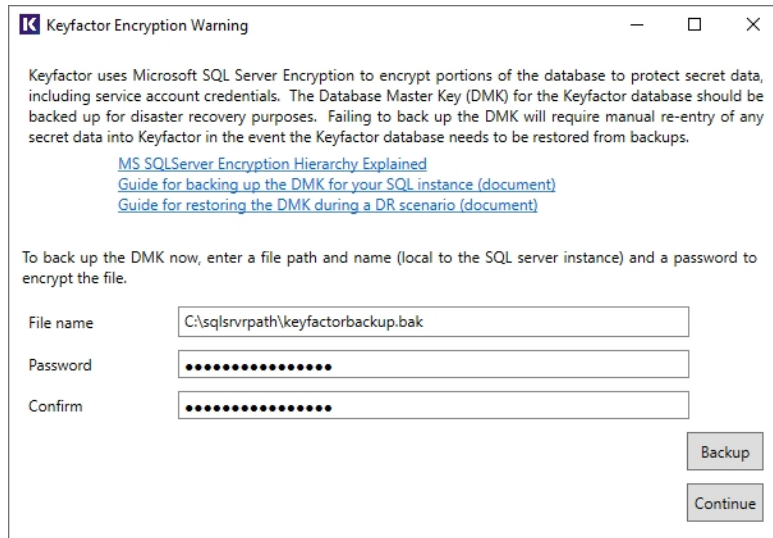 Keyfactor Encryption Warning
Keyfactor uses Microsoft SQL Server Encryption to encrypt portions of the database to protect secret data,
including service account credentials. The Database Master Key (DMK) for the Keyfactor database should be
backed up for disaster recovery purposes. Failing to back up the DMK will require manual re-entry of any
secret data into Keyfactor in the event the Keyfactor database needs to be restored from backups.
MS SQLServer Encryption Hierarchy Explained
Guide for backing up the DMK for your SQL instance (document)
Guide for restoring the DMK during a DR scenario (document)
To back up the DMK now, enter a file path and name (local to the SQL server instance) and a password to
encrypt the file.
File name C:\sqlsrvrpath\keyfactorbackup.bak
Password ●●●●●●●●●●●●●●●●
Confirm ●●●●●●●●●●●●●●●●
Backup
Continue